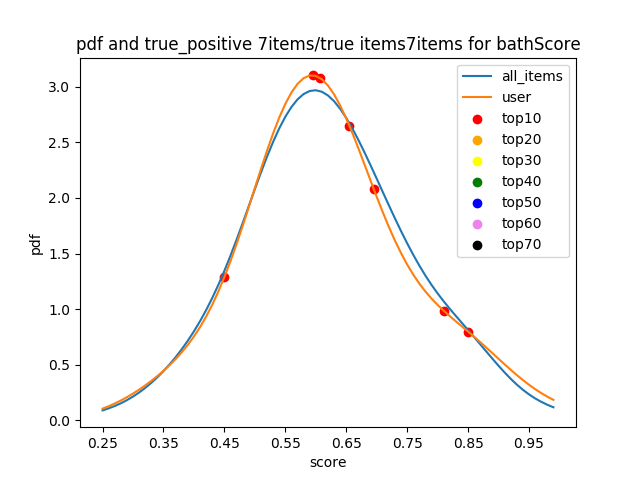 pdf and true_positive 7items/true items7items for bathScore
all_items
user
top10
top20
top30
top40
top50
top60
top70
pdf
3.0
2.5
2.0
1.5
1.0
0.5
0.0
0.25 0.35 0.45 0.55 0.65 0.75 0.85 0.95
score